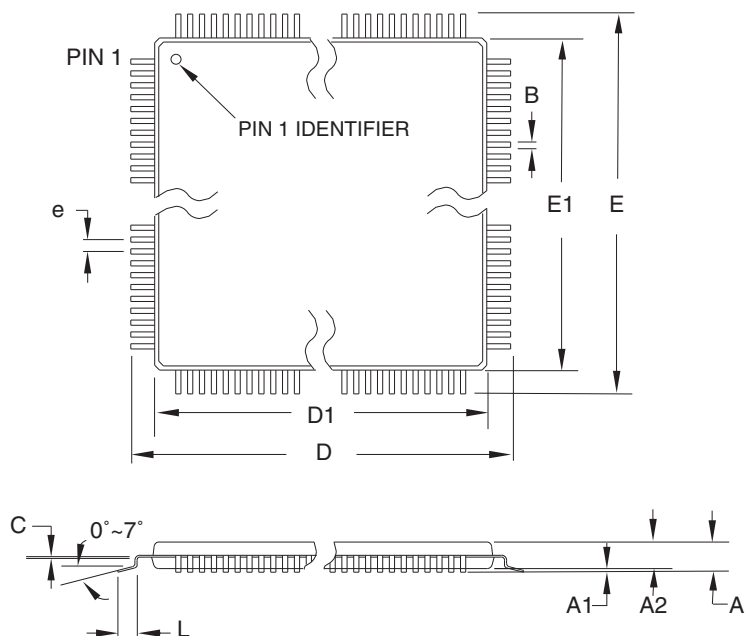 PIN 1
PIN 1 IDENTIFIER
B
e
E1
E
D1
D
C
0°~7°
L
A1
A2
A